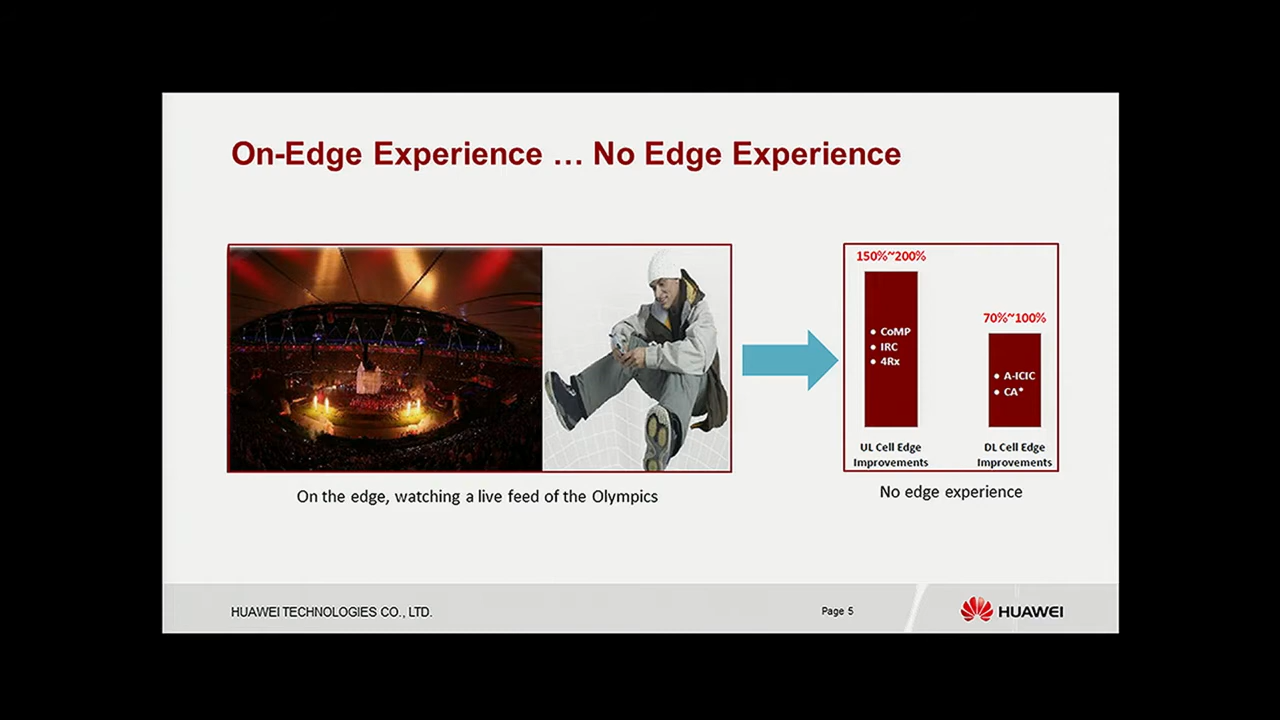 On-Edge Experience … No Edge Experience
150%~200%
• CoMP
• IRC
• 4Rx
UL Cell Edge
Improvements
70%~100%
• A-ICIC
• CA*
DL Cell Edge
Improvements
On the edge, watching a live feed of the Olympics
No edge experience
HUAWEI TECHNOLOGIES CO., LTD.
Page 5
HUAWEI